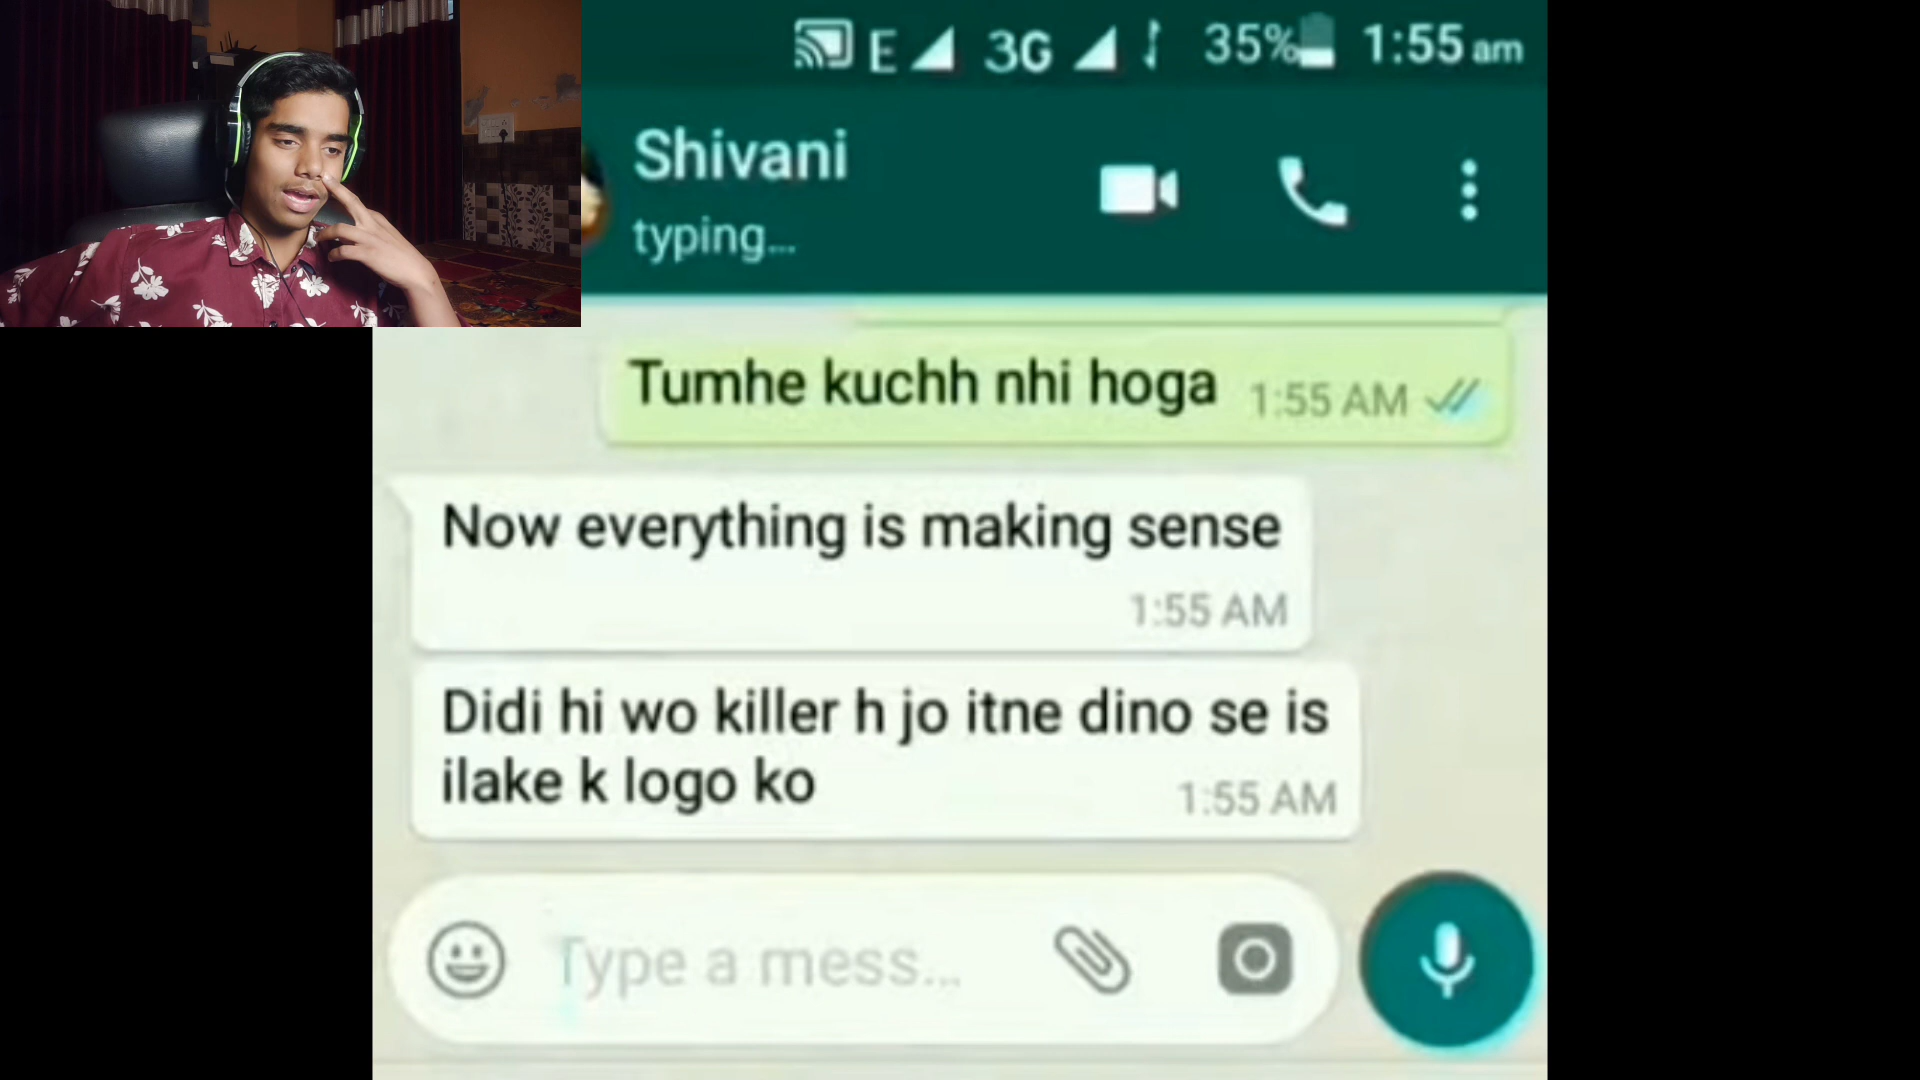 E 3G 35% 1:55 am
Shivani
typing...
Tumhe kuchh nhi hoga 1:55 AM
Now everything is making sense
1:55 AM
Didi hi wo killer h jo itne dino se is
ilake k logo ko 1:55 AM
Type a mess...